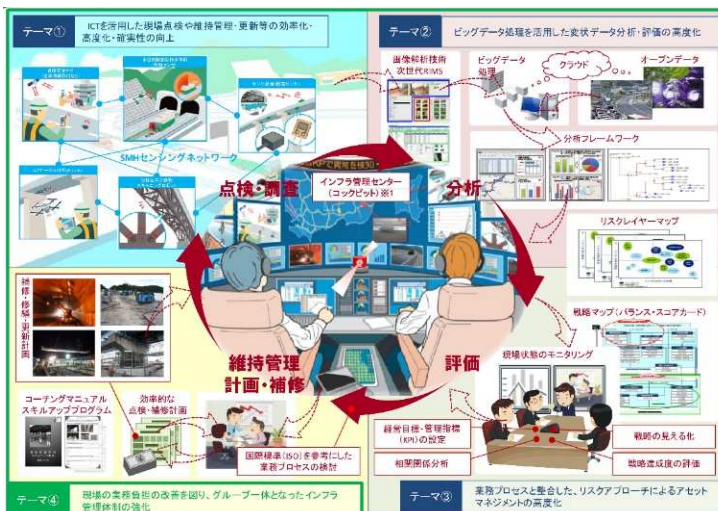 テーマ①
ICTを活用した現場点検や維持管理・更新等の効率化・
高度化・確実性の向上
テーマ②
ビッグデータ処理を活用した変状データ分析・評価の高度化
画像解析技術
次世代RIMS
ビッグデータ
処理
クラウド
オープンデータ
分析フレームワーク
SMHセンシングネットワーク
点検・調査
インフラ管理センター
(コックピット)※1
分析
リスクレイヤーマップ
補修・修繕・更新計画
戦略マップ(バランス・スコアカード)
現場状態のモニタリング
維持管理
計画・補修
評価
コーチングマニュアル
スキルアッププログラム
効率的な
点検・補修計画
国際標準(ISO)を参考にした
業務プロセスの検討
経営目標・管理指標
(KPI)の設定
戦略の見える化
相関関係分析
戦略達成度の評価
テーマ④
現場の業務負担の改善を図り、グループ一体となったインフラ
管理体制の強化
テーマ③
業務プロセスと整合した、リスクアプローチによるアセット
マネジメントの高度化